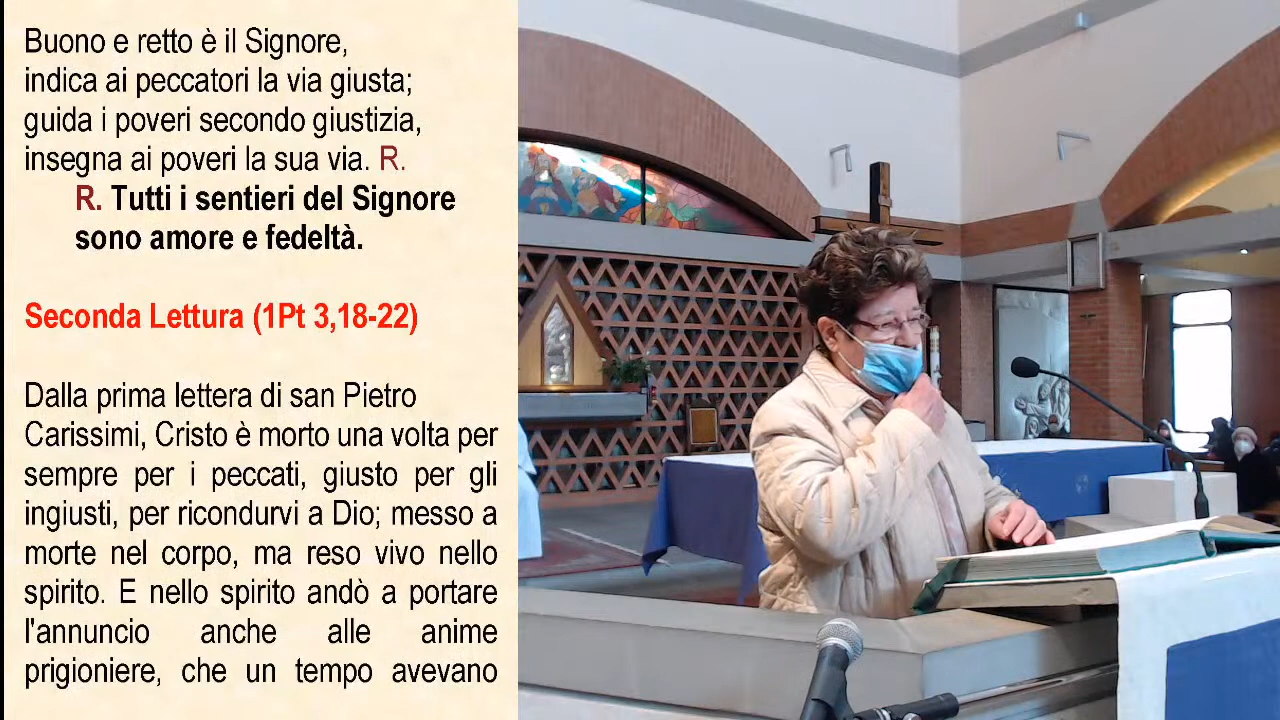 Buono e retto è il Signore,
indica ai peccatori la via giusta;
guida i poveri secondo giustizia,
insegna ai poveri la sua via. R.
R. Tutti i sentieri del Signore
sono amore e fedeltà.
Seconda Lettura (1Pt 3,18-22)
Dalla prima lettera di san Pietro
Carissimi, Cristo è morto una volta per
sempre per i peccati, giusto per gli
ingiusti, per ricondurvi a Dio; messo a
morte nel corpo, ma reso vivo nello
spirito. E nello spirito andò a portare
l'annuncio anche alle anime
prigioniere, che un tempo avevano